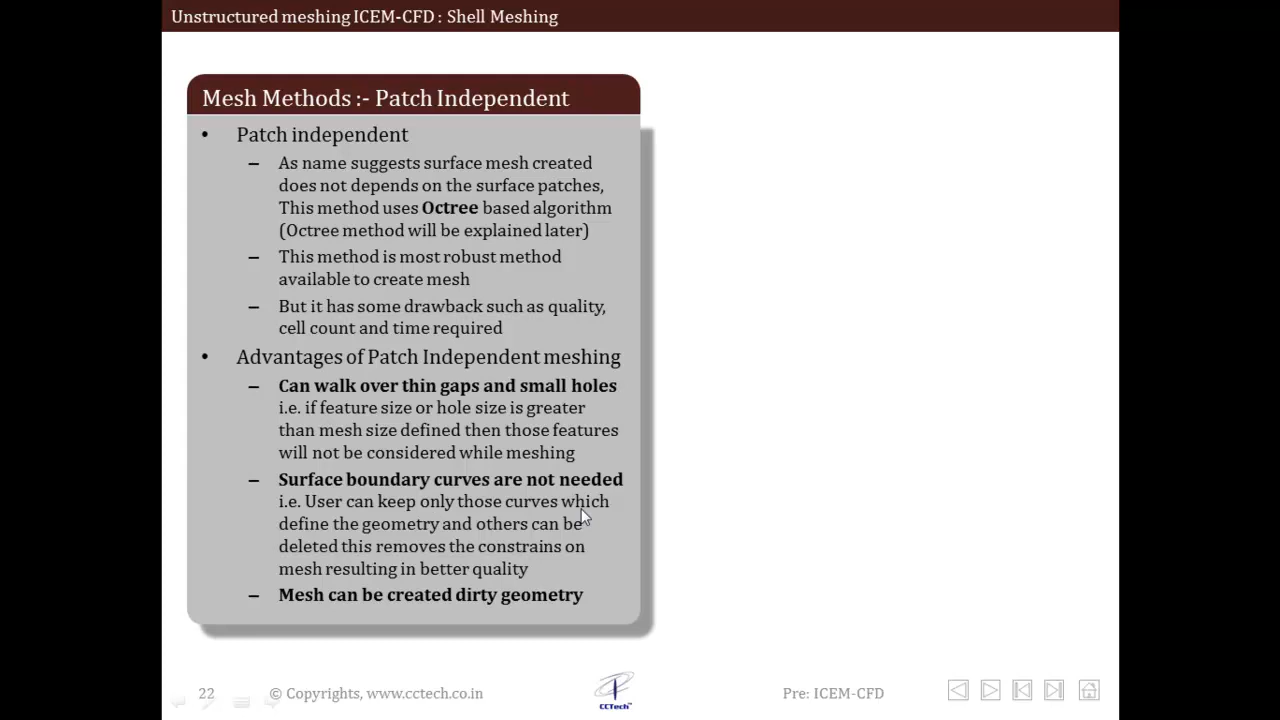 Unstructured meshing ICEM-CFD : Shell Meshing
Mesh Methods :- Patch Independent
• Patch independent
– As name suggests surface mesh created
does not depends on the surface patches,
This method uses Octree based algorithm
(Octree method will be explained later)
– This method is most robust method
available to create mesh
– But it has some drawback such as quality,
cell count and time required
• Advantages of Patch Independent meshing
– Can walk over thin gaps and small holes
i.e. if feature size or hole size is greater
than mesh size defined then those features
will not be considered while meshing
– Surface boundary curves are not needed
i.e. User can keep only those curves which
define the geometry and others can be
deleted this removes the constrains on
mesh resulting in better quality
– Mesh can be created dirty geometry
22
© Copyrights, www.cctech.co.in
CCTech™
Pre: ICEM-CFD